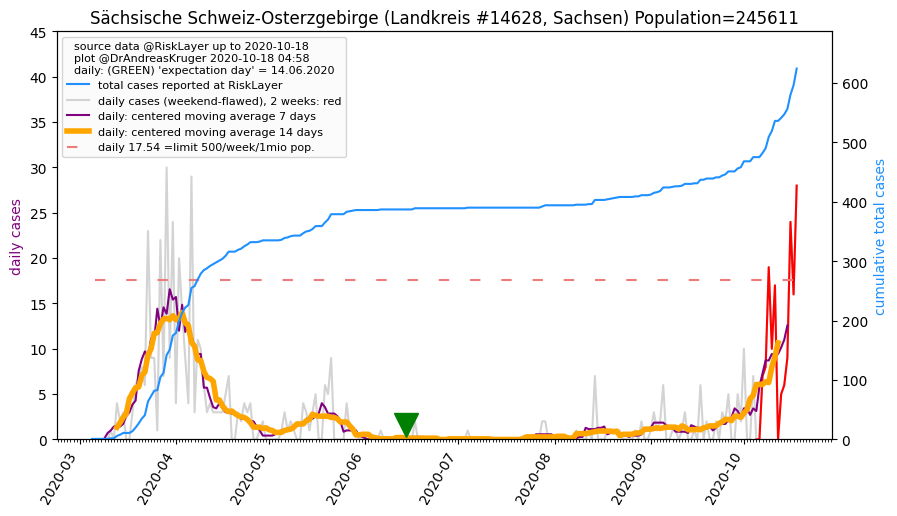 Sächsische Schweiz-Osterzgebirge (Landkreis #14628, Sachsen) Population=245611
source data @RiskLayer up to 2020-10-18
plot @DrAndreasKruger 2020-10-18 04:58
daily: (GREEN) 'expectation day' = 14.06.2020
total cases reported at RiskLayer
daily cases (weekend-flawed), 2 weeks: red
daily: centered moving average 7 days
daily: centered moving average 14 days
daily 17.54 =limit 500/week/1mio pop.
daily cases
45
40
35
30
25
20
15
10
5
0
600
500
400
300
200
100
0
cumulative total cases
2020-03
2020-04
2020-05
2020-06
2020-07
2020-08
2020-09
2020-10